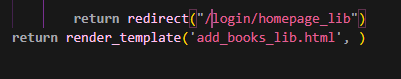 return redirect("/login/homepage_lib")
return render_template('add_books_lib.html', )